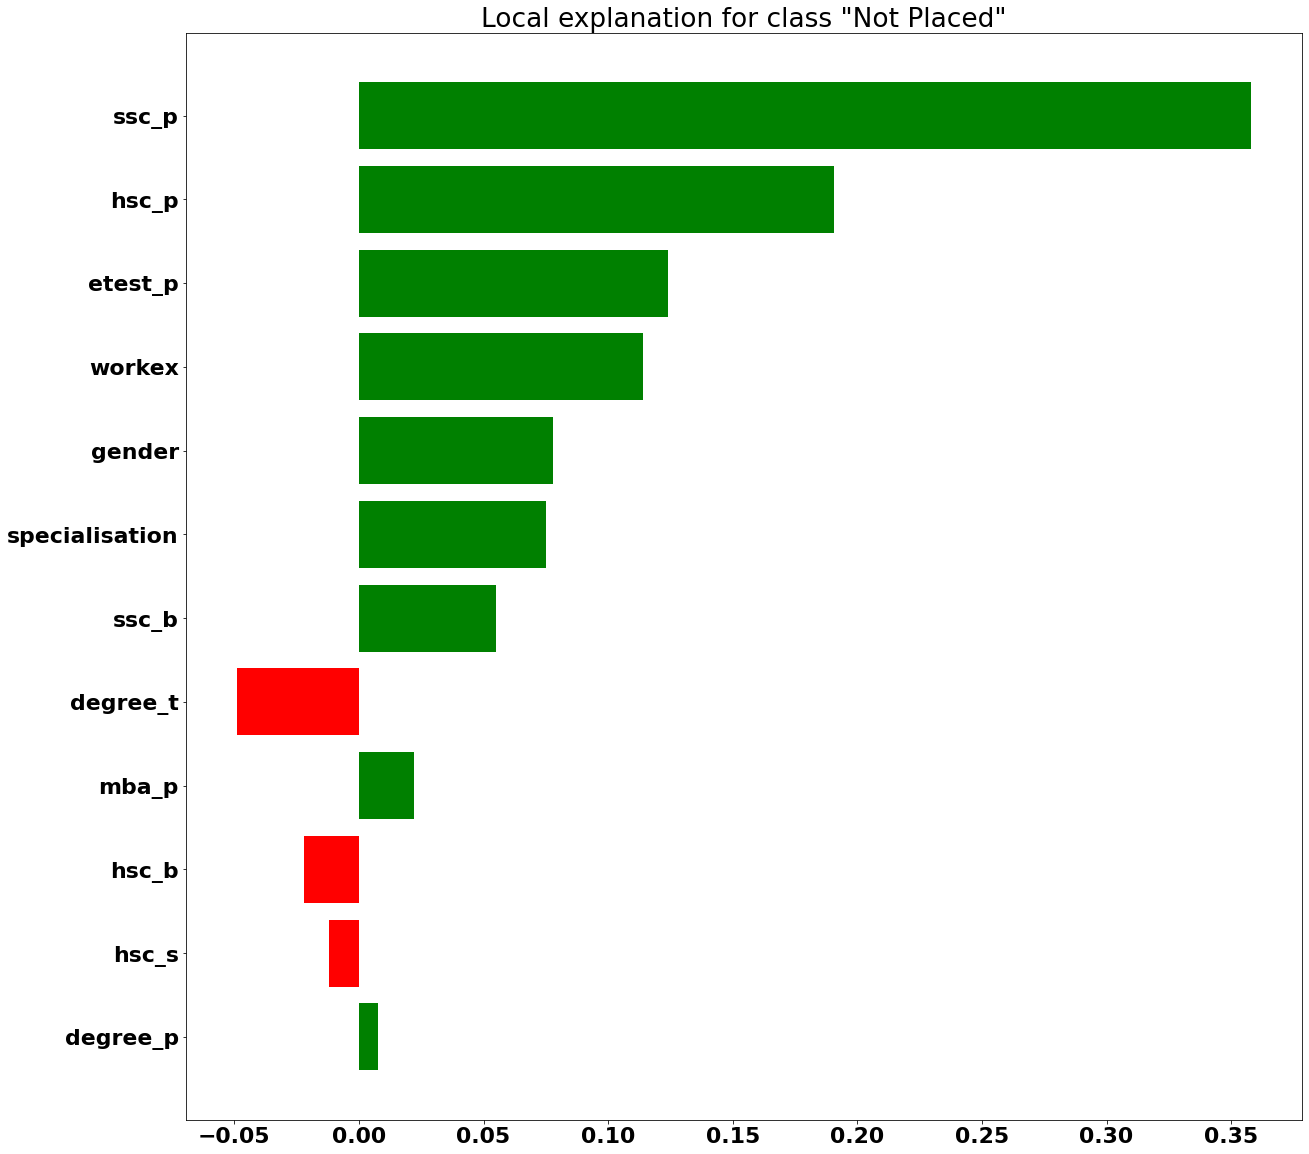 Local explanation for class "Not Placed"
ssc_p
hsc_p
etest_p
workex
gender
specialisation
ssc_b
degree_t
mba_p
hsc_b
hsc_s
degree_p
−0.05 0.00 0.05 0.10 0.15 0.20 0.25 0.30 0.35